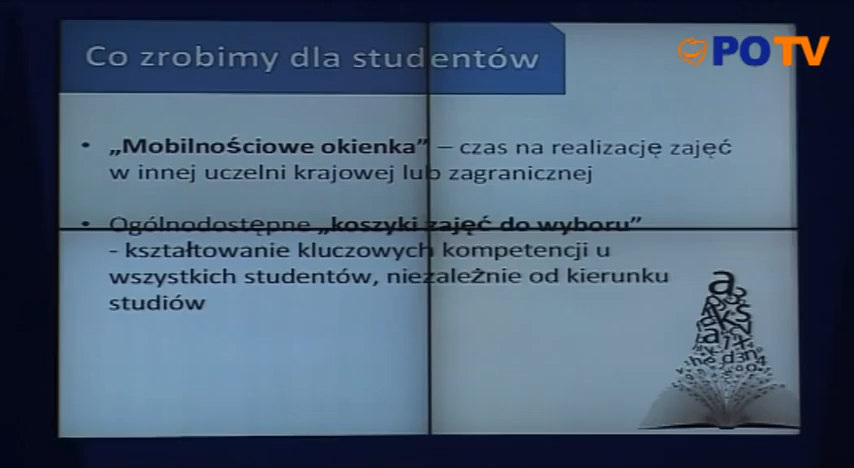 POTV
Co zrobimy dla studentów
• „Mobilnościowe okienka” – czas na realizację zajęć
w innej uczelni krajowej lub zagranicznej
• Ogólnodostępne „koszyki zajęć do wyboru”
- kształtowanie kluczowych kompetencji u
wszystkich studentów, niezależnie od kierunku
studiów